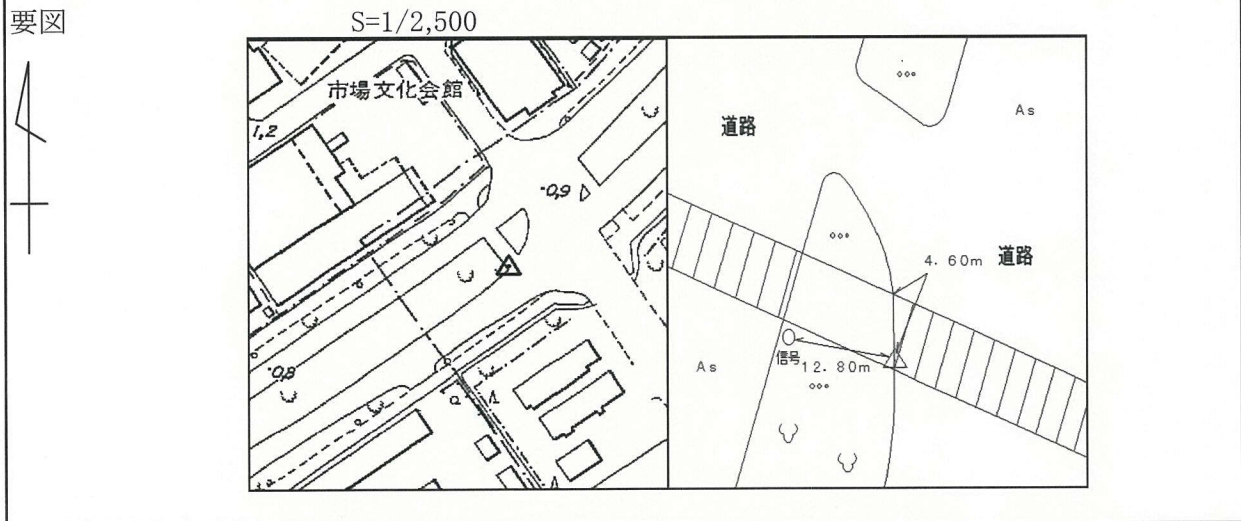 要図
S=1/2,500
市場文化会館
1,2
-0,9
-0,8
道路
As
4.60m
道路
信号
12.80m
As